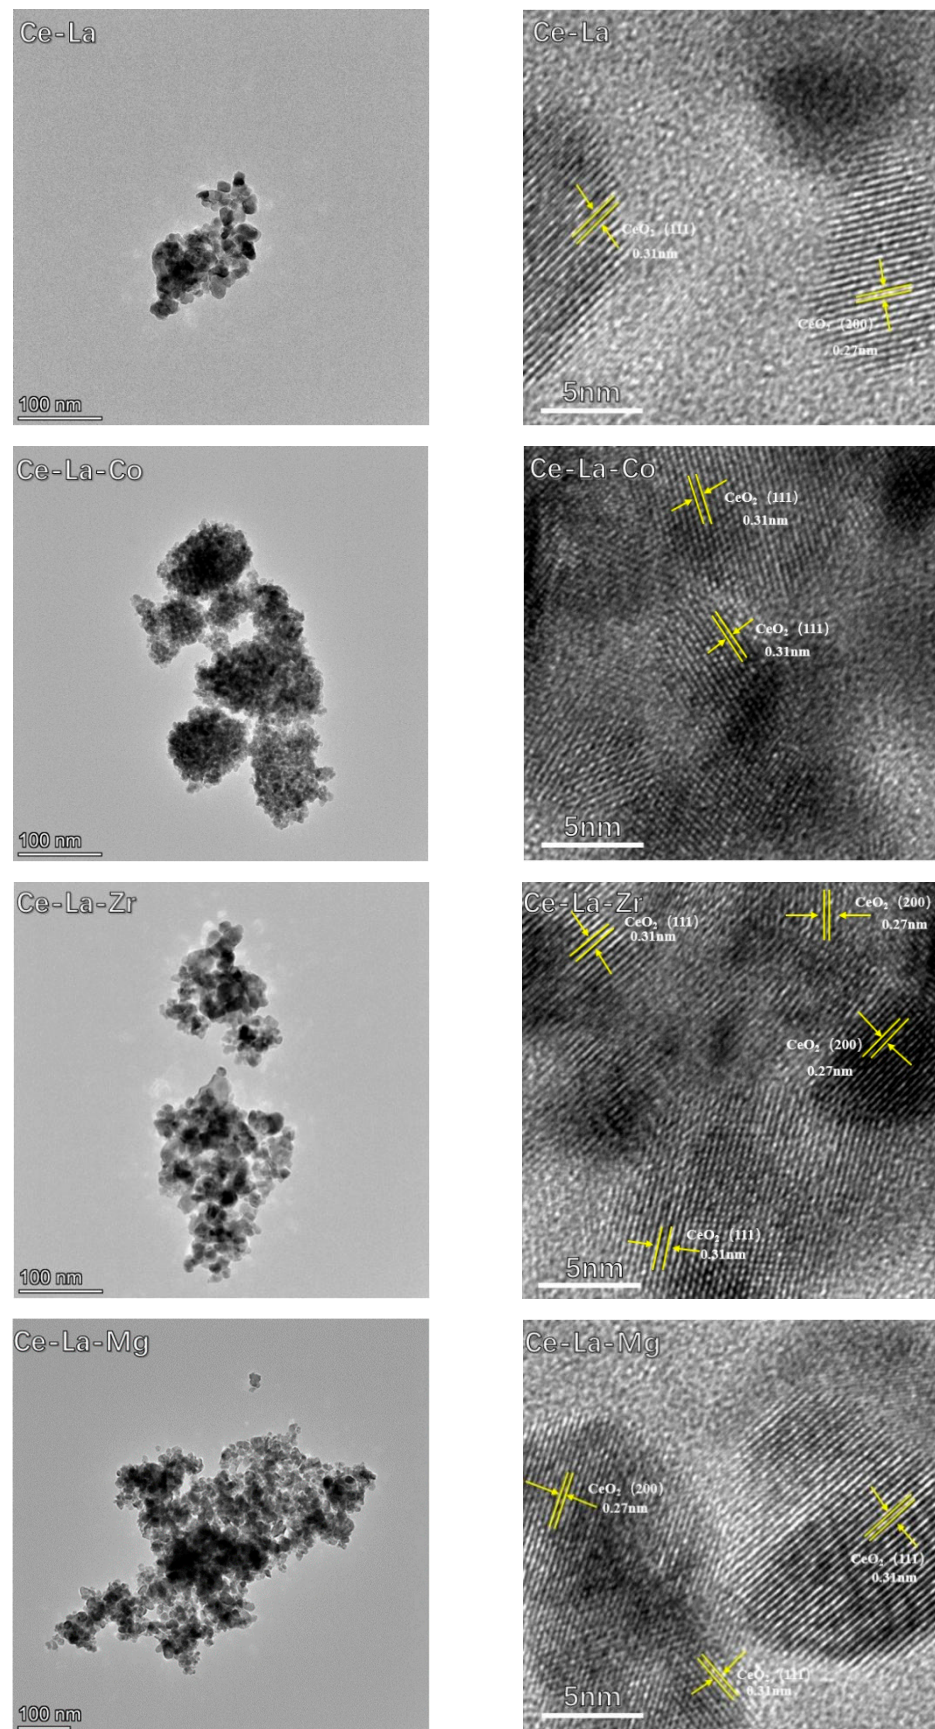 Ce-La
100 nm
Ce-La
CeO₂ (111)
0.31nm
CeO₂ (200)
0.27nm
5nm
Ce-La-Co
100 nm
Ce-La-Co
CeO₂ (111)
0.31nm
CeO₂ (111)
0.31nm
5nm
Ce-La-Zr
100 nm
Ce-La-Zr
CeO₂ (111)
0.31nm
CeO₂ (200)
0.27nm
CeO₂ (200)
0.27nm
CeO₂ (111)
0.31nm
5nm
Ce-La-Mg
100 nm
Ce-La-Mg
CeO₂ (200)
0.27nm
CeO₂ (111)
0.31nm
CeO₂ (111)
0.31nm
5nm